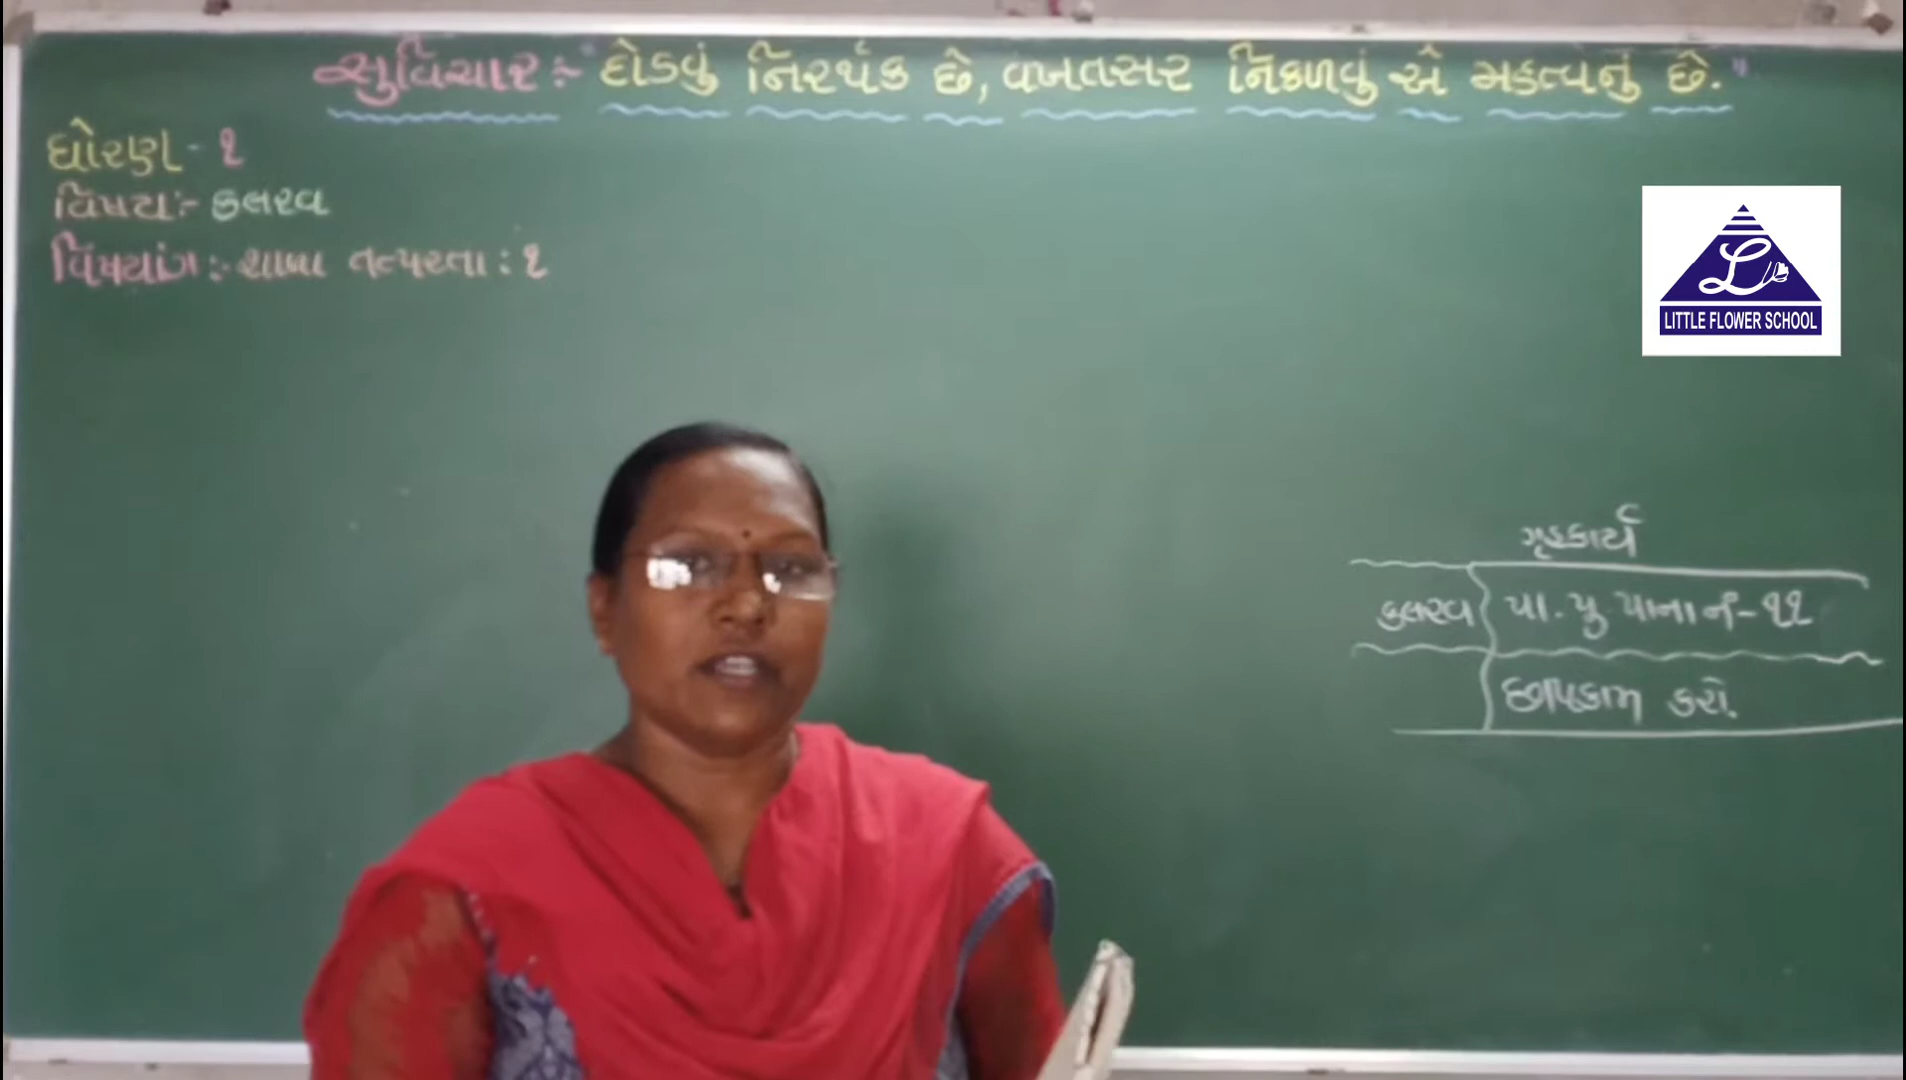 સુવિચાર :- "દોડવું નિરર્થક છે, વખતસર નિકળવું એ મહત્વનું છે."
ધોરણ - ૧
વિષય :- કલરવ
વિષયાંગ :- શાળા તત્પરતા : ૧
LITTLE FLOWER SCHOOL
ગૃહકાર્ય
કલરવ પા. પુ પાના નં - ૧૧
છાપકામ કરો.